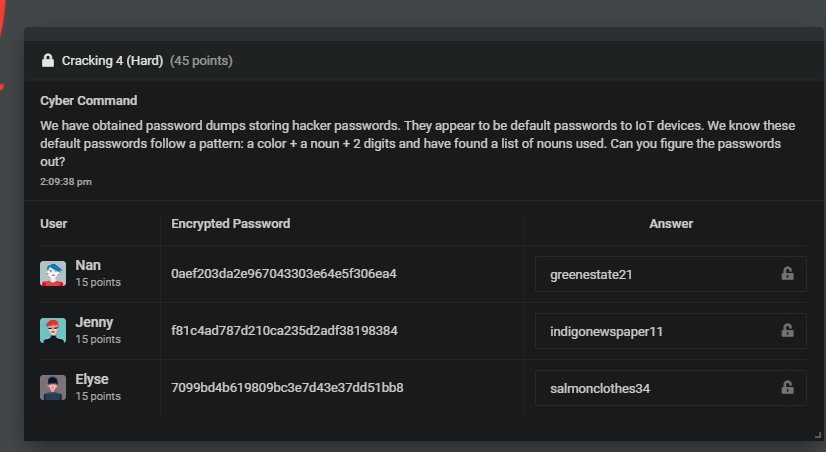 Cracking 4 (Hard) (45 points)
Cyber Command
We have obtained password dumps storing hacker passwords. They appear to be default passwords to IoT devices. We know these
default passwords follow a pattern: a color + a noun + 2 digits and have found a list of nouns used. Can you figure the passwords
out?
2:09:38 pm
User Encrypted Password Answer
Nan
15 points
0aef203da2e967043303e64e5f306ea4
greenestate21
Jenny
15 points
f81c4ad787d210ca235d2adf38198384
indigonewspaper11
Elyse
15 points
7099bd4b619809bc3e7d43e37dd51bb8
salmonclothes34